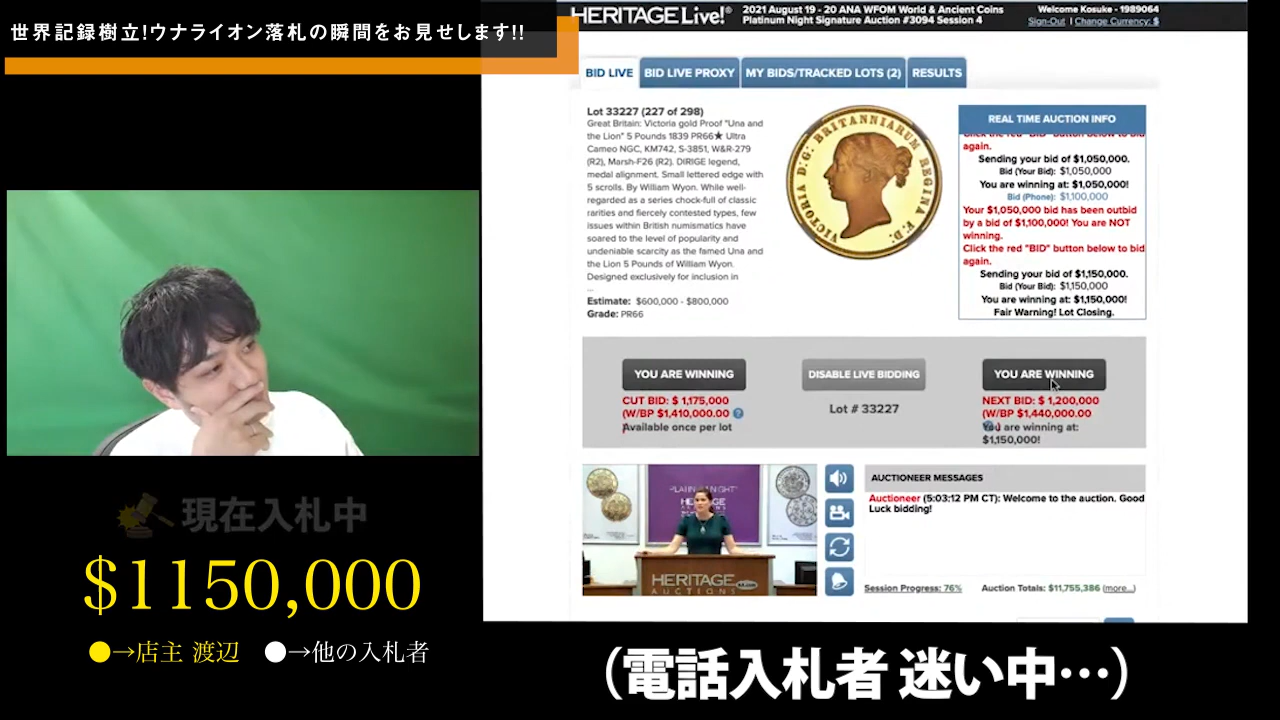 世界記録樹立!ウナライオン落札の瞬間をお見せします!!
HERITAGE Live!®
2021 August 19 - 20 ANA WFOM World & Ancient Coins
Platinum Night Signature Auction #3094 Session 4
Welcome Kosuke - 1989064
Sign-Out | Change Currency: $
BID LIVE
BID LIVE PROXY
MY BIDS/TRACKED LOTS (2)
RESULTS
Lot 33227 (227 of 298)
Great Britain: Victoria gold Proof "Una and
the Lion" 5 Pounds 1839 PR66★ Ultra
Cameo NGC, KM742, S-3851, W&R-279
(R2), Marsh-F26 (R2). DIRIGE legend,
medal alignment. Small lettered edge with
5 scrolls. By William Wyon. While well-
regarded as a series chock-full of classic
rarities and fiercely contested types, few
issues within British numismatics have
soared to the level of popularity and
undeniable scarcity as the famed Una and
the Lion 5 Pounds of William Wyon.
Designed exclusively for inclusion in
...
Estimate: $600,000 - $800,000
Grade: PR66
VICTORIA D:G: BRITANNIARUM REGINA F:D:
REAL TIME AUCTION INFO
Click the red "BID" button below to bid
again.
Sending your bid of $1,050,000.
Bid (Your Bid): $1,050,000
You are winning at: $1,050,000!
Bid (Phone): $1,100,000
Your $1,050,000 bid has been outbid
by a bid of $1,100,000! You are NOT
winning.
Click the red "BID" button below to bid
again.
Sending your bid of $1,150,000.
Bid (Your Bid): $1,150,000
You are winning at: $1,150,000!
Fair Warning! Lot Closing.
YOU ARE WINNING
CUT BID: $ 1,175,000
(W/BP $1,410,000.00 ?
)
Available once per lot
DISABLE LIVE BIDDING
Lot # 33227
YOU ARE WINNING
NEXT BID: $ 1,200,000
(W/BP $1,440,000.00
You are winning at:
$1,150,000!
PLATINUM NIGHT
HERITAGE
AUCTIONS
HERITAGE
AUCTIONS
AUCTIONEER MESSAGES
Auctioneer (5:03:12 PM CT): Welcome to the auction. Good
Luck bidding!
Session Progress: 76%
Auction Totals: $11,755,386 (more...)
現在入札中
$1150,000
●→店主 渡辺 ●→他の入札者
(電話入札者 迷い中…)